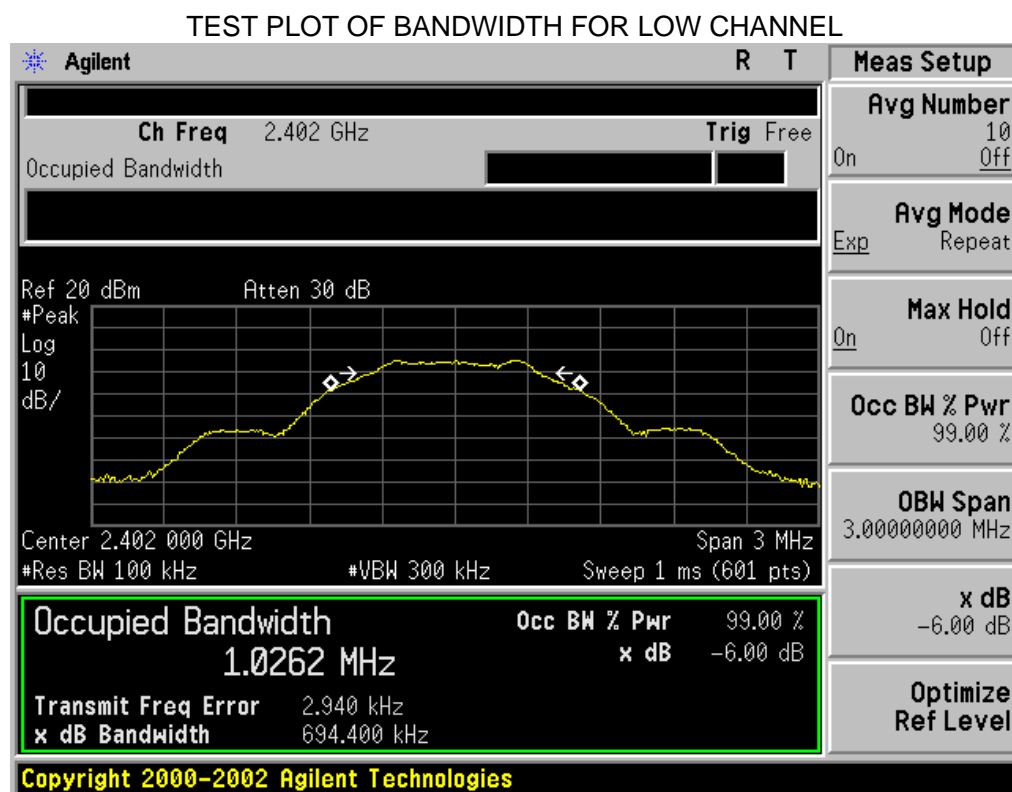 TEST PLOT OF BANDWIDTH FOR LOW CHANNEL
Agilent R T
Ch Freq 2.402 GHz Trig Free
Occupied Bandwidth
Ref 20 dBm Atten 30 dB
#Peak
Log
10
dB/
Center 2.402 000 GHz Span 3 MHz
#Res BW 100 kHz #VBW 300 kHz Sweep 1 ms (601 pts)
Occupied Bandwidth Occ BW % Pwr 99.00 %
1.0262 MHz x dB -6.00 dB
Transmit Freq Error 2.940 kHz
x dB Bandwidth 694.400 kHz
Copyright 2000-2002 Agilent Technologies
Meas Setup
Avg Number
10
On Off
Avg Mode
Exp Repeat
Max Hold
On Off
Occ BW % Pwr
99.00 %
OBW Span
3.00000000 MHz
x dB
-6.00 dB
Optimize
Ref Level